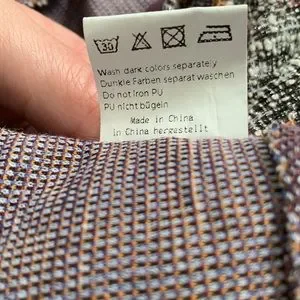 30
Wash dark colors separately
Dunkle Farben separat waschen
Do not Iron PU
PU nicht bügeln
Made in China
in China hergestellt